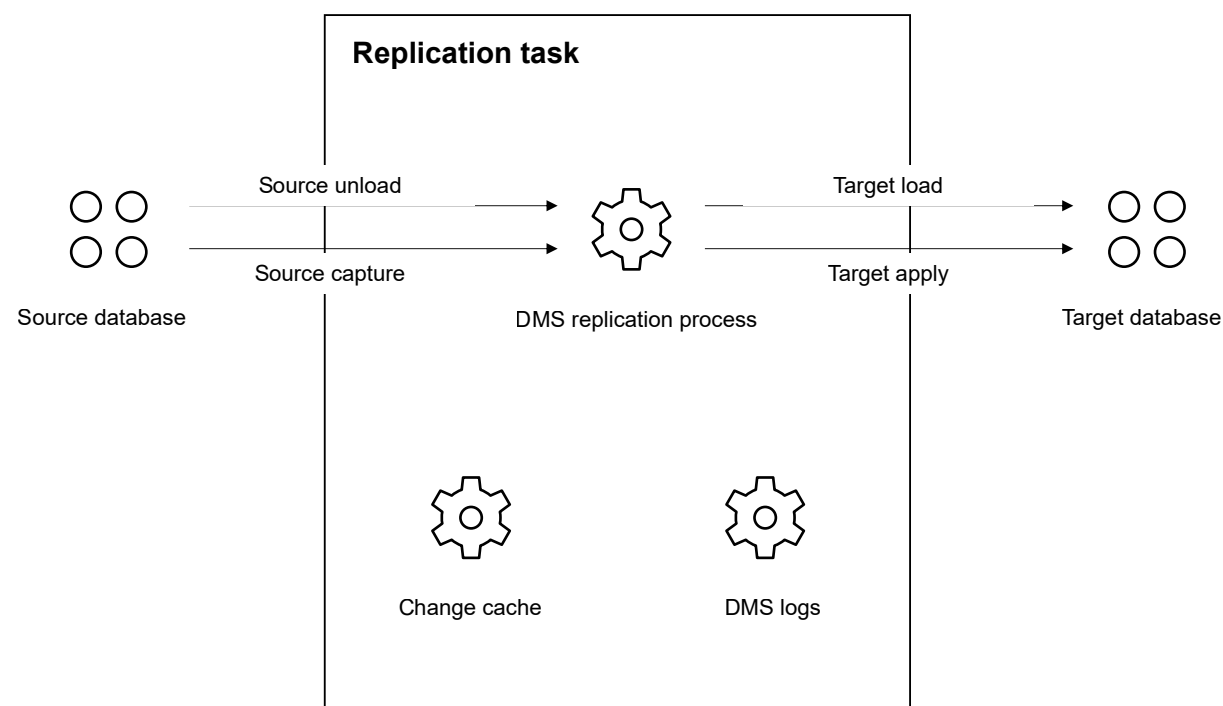 Replication task
Source unload
Target load
Source capture
Target apply
Source database
DMS replication process
Target database
Change cache
DMS logs